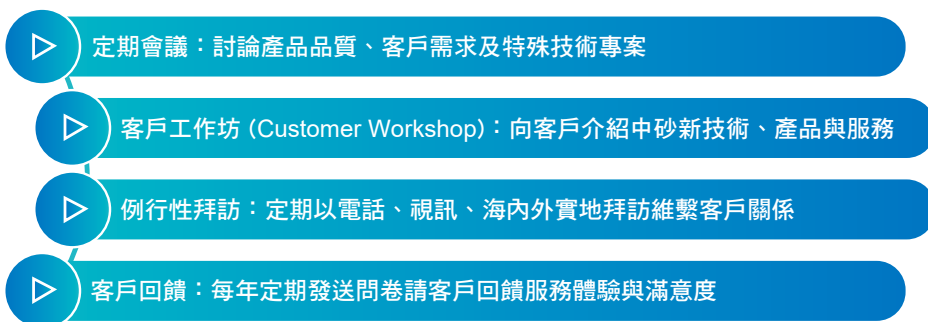 定期會議：討論產品品質、客戶需求及特殊技術專案
客戶工作坊 (Customer Workshop)：向客戶介紹中砂新技術、產品與服務
例行性拜訪：定期以電話、視訊、海內外實地拜訪維繫客戶關係
客戶回饋：每年定期發送問卷請客戶回饋服務體驗與滿意度